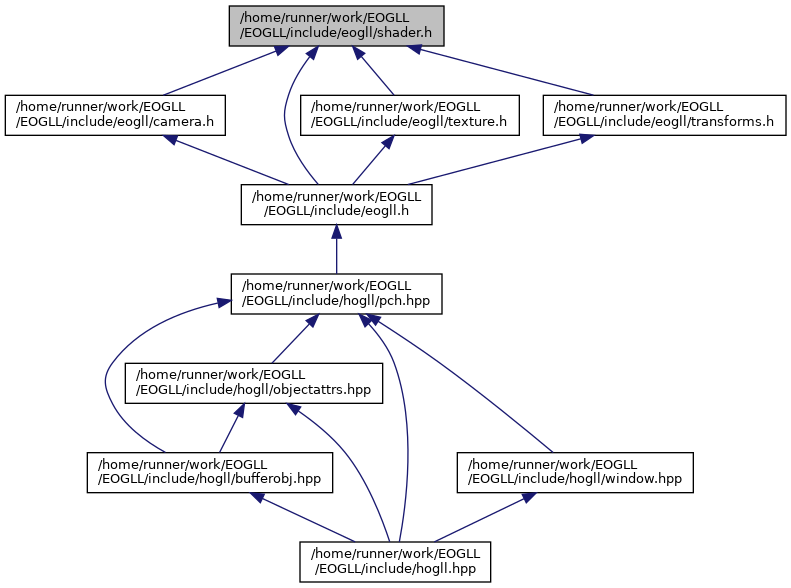 /home/runner/work/EOGLL
/EOGLL/include/eogll/shader.h
/home/runner/work/EOGLL
/EOGLL/include/eogll/camera.h
/home/runner/work/EOGLL
/EOGLL/include/eogll/texture.h
/home/runner/work/EOGLL
/EOGLL/include/eogll/transforms.h
/home/runner/work/EOGLL
/EOGLL/include/eogll.h
/home/runner/work/EOGLL
/EOGLL/include/hogll/pch.hpp
/home/runner/work/EOGLL
/EOGLL/include/hogll/objectattrs.hpp
/home/runner/work/EOGLL
/EOGLL/include/hogll/bufferobj.hpp
/home/runner/work/EOGLL
/EOGLL/include/hogll/window.hpp
/home/runner/work/EOGLL
/EOGLL/include/hogll.hpp